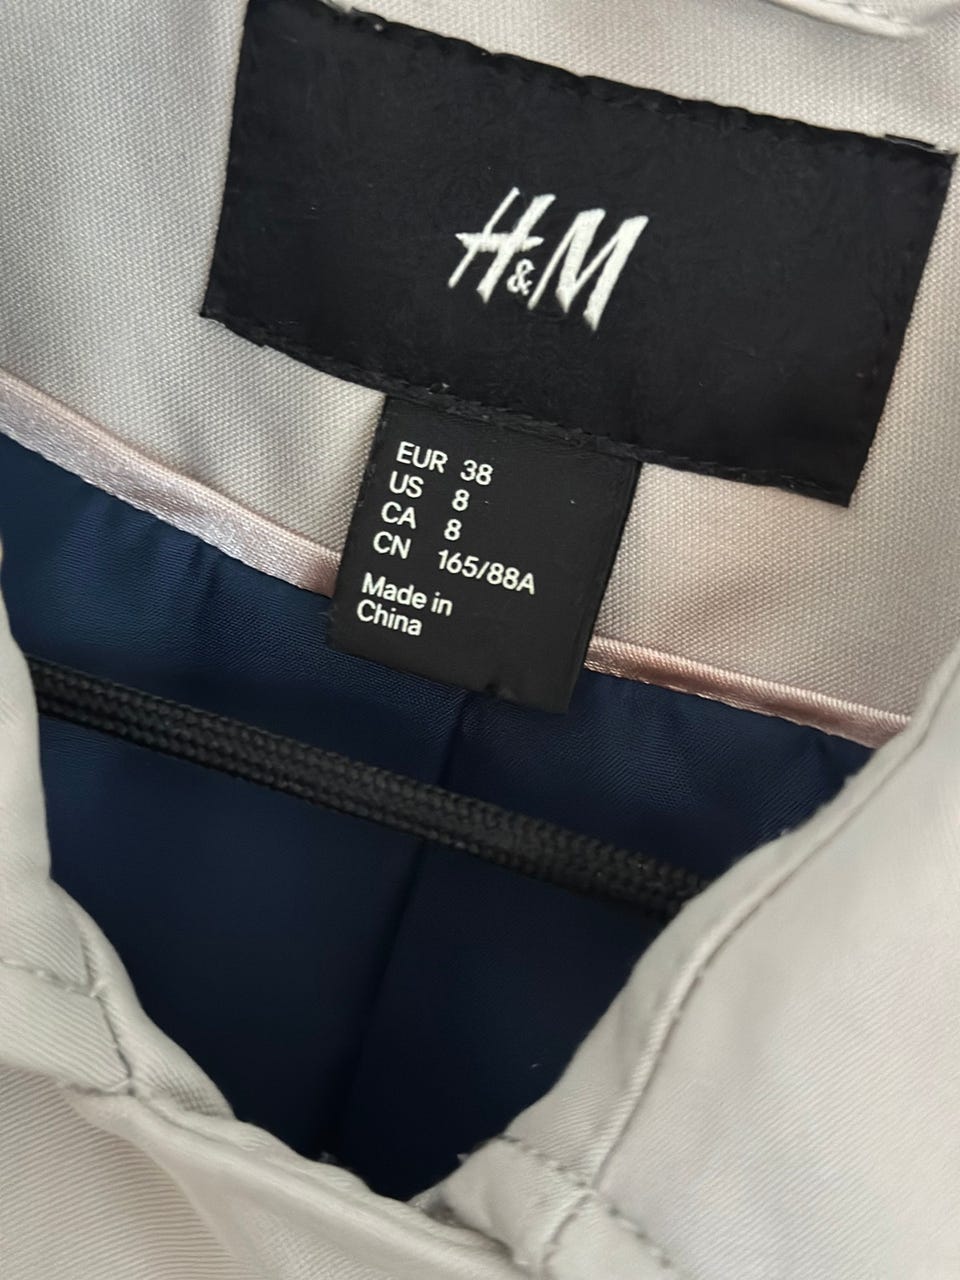 H&M
EUR 38
US 8
CA 8
CN 165/88A
Made in
China